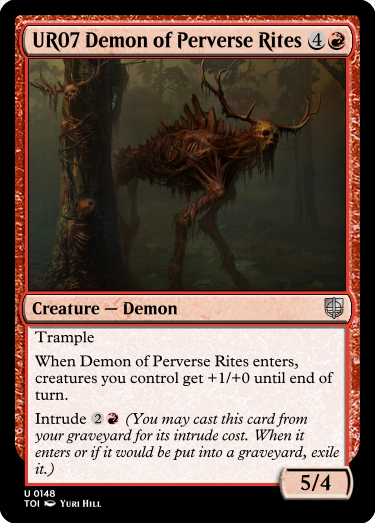 UR07 Demon of Perverse Rites 4
Creature — Demon
Trample
When Demon of Perverse Rites enters,
creatures you control get +1/+0 until end of
turn.
Intrude 2 (You may cast this card from
your graveyard for its intrude cost. When it
enters or if it would be put into a graveyard, exile
it.)
5/4
U 0148
TOI Yuri Hill